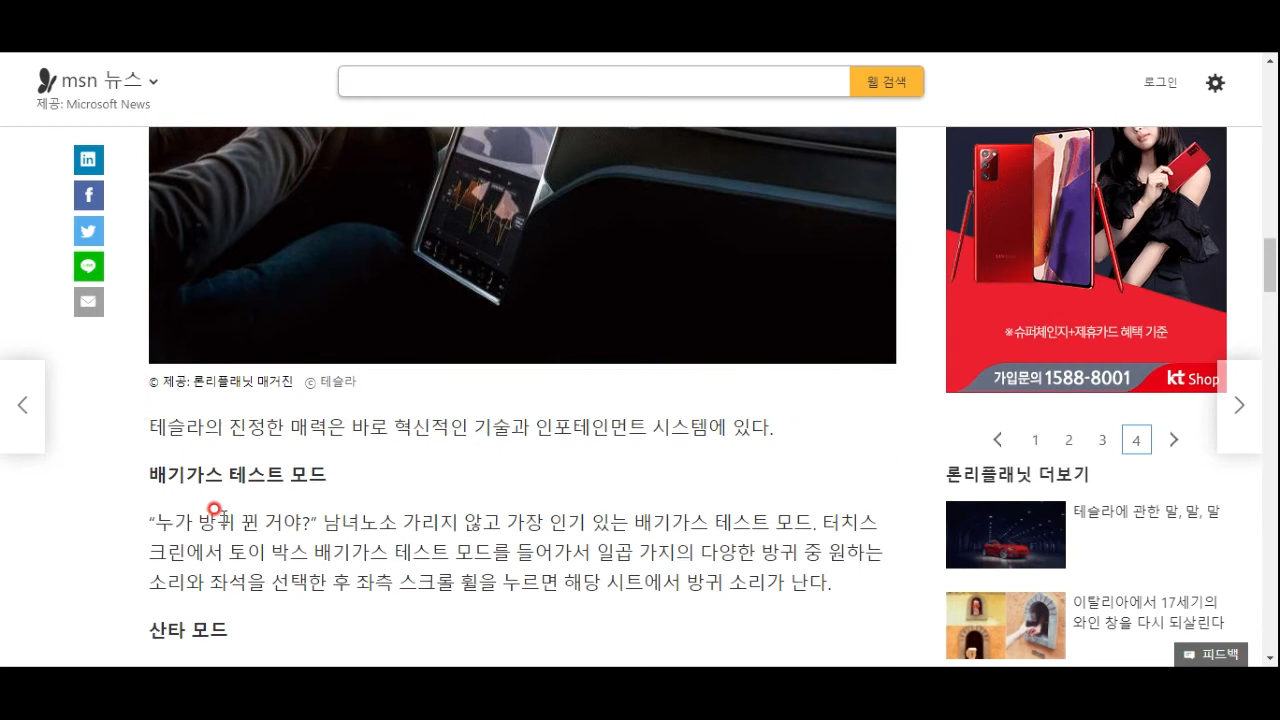 msn 뉴스
웹 검색
로그인
제공: Microsoft News
in
f
LINE
※슈퍼체인지+제휴카드 혜택 기준
가입문의 1588-8001 kt Shop
© 제공: 론리플래닛 매거진 ⓒ 테슬라
테슬라의 진정한 매력은 바로 혁신적인 기술과 인포테인먼트 시스템에 있다.
1 2 3 4
배기가스 테스트 모드
론리플래닛 더보기
“누가 방귀 뀐 거야?” 남녀노소 가리지 않고 가장 인기 있는 배기가스 테스트 모드. 터치스
크린에서 토이 박스 배기가스 테스트 모드를 들어가서 일곱 가지의 다양한 방귀 중 원하는
소리와 좌석을 선택한 후 좌측 스크롤 휠을 누르면 해당 시트에서 방귀 소리가 난다.
산타 모드
테슬라에 관한 말, 말, 말
이탈리아에서 17세기의
와인 창을 다시 되살린다
피드백